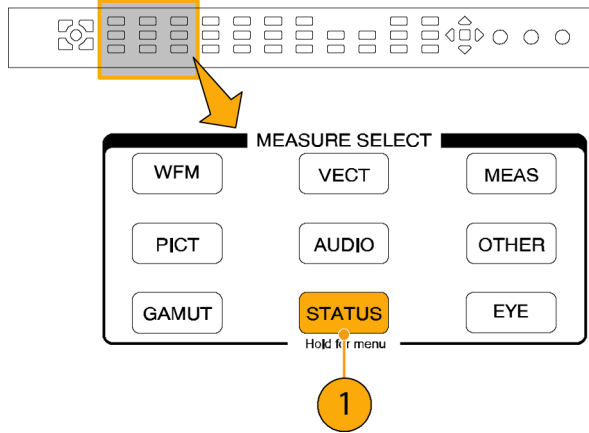 MEASURE SELECT
WFM VECT MEAS
PICT AUDIO OTHER
GAMUT STATUS EYE
Hold for menu
1